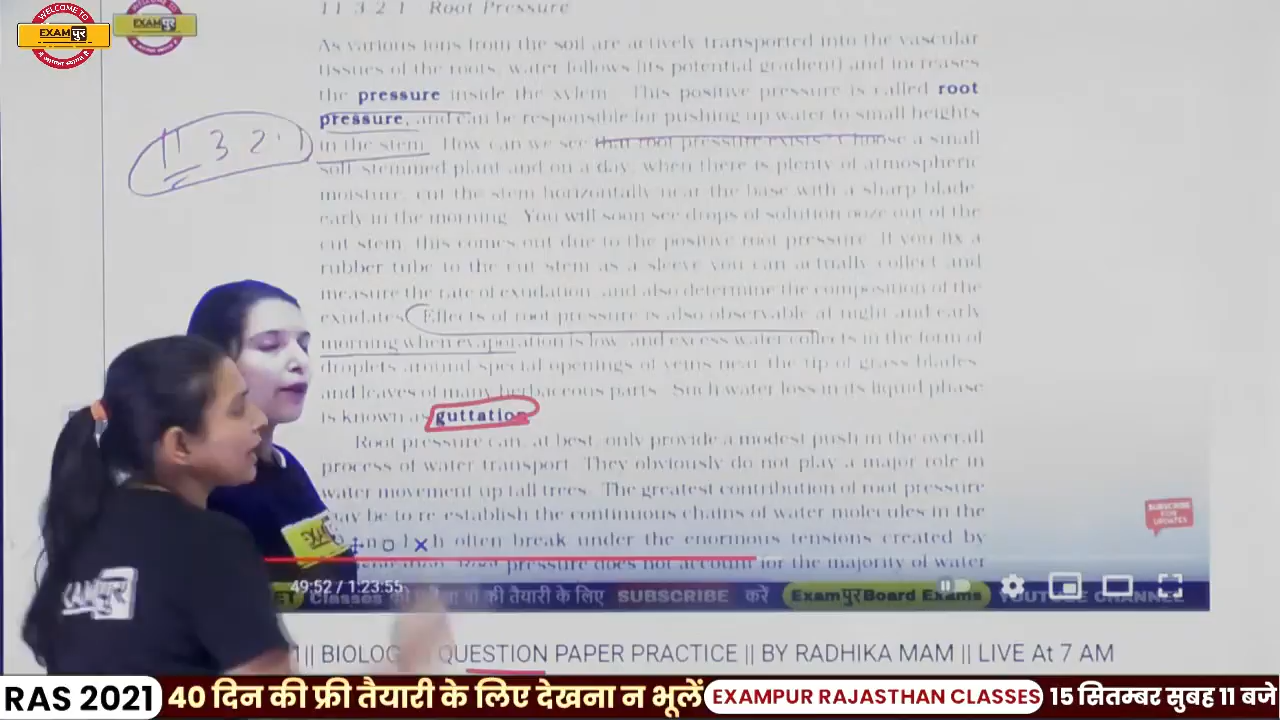 WELCOME TO
EXAMपुर
WELCOME TO
EXAMपुर
11.3.2.1 Root Pressure
As various ions from the soil are actively transported into the vascular
tissues of the roots, water follows (its potential gradient) and increases
the pressure inside the xylem. This positive pressure is called root
pressure, and can be responsible for pushing up water to small heights
in the stem. How can we see that root pressure exists? Choose a small
soft-stemmed plant and on a day, when there is plenty of atmospheric
moisture, cut the stem horizontally near the base with a sharp blade,
early in the morning. You will soon see drops of solution ooze out of the
cut stem; this comes out due to the positive root pressure. If you fix a
rubber tube to the cut stem as a sleeve you can actually collect and
measure the rate of exudation, and also determine the composition of the
exudates. Effects of root pressure is also observable at night and early
morning when evaporation is low, and excess water collects in the form of
droplets around special openings of veins near the tip of grass blades,
and leaves of many herbaceous parts. Such water loss in its liquid phase
is known as guttation
Root pressure can, at best, only provide a modest push in the overall
process of water transport. They obviously do not play a major role in
water movement up tall trees. The greatest contribution of root pressure
may be to re-establish the continuous chains of water molecules in the
often break under the enormous tensions created by
Root pressure does not account for the majority of water
11 3 2.1
SUBSCRIBE
FOR
UPDATES
49:52 / 1:23:55
Classes की तैयारी के लिए SUBSCRIBE करें Examपुर Board Exams YOUTUBE CHANNEL
1|| BIOLOGY QUESTION PAPER PRACTICE || BY RADHIKA MAM || LIVE At 7 AM
RAS 2021 40 दिन की फ्री तैयारी के लिए देखना न भूलें EXAMPUR RAJASTHAN CLASSES 15 सितम्बर सुबह 11 बजे